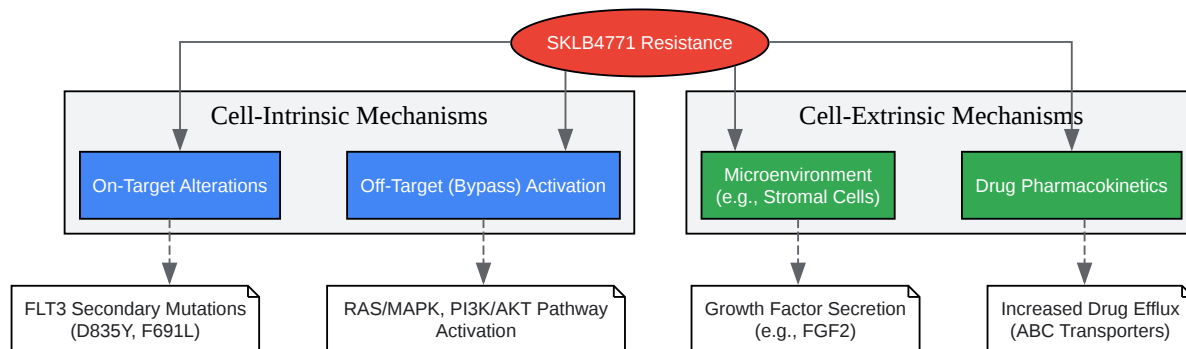 SKLB4771 Resistance
Cell-Intrinsic Mechanisms
Cell-Extrinsic Mechanisms
On-Target Alterations
Off-Target (Bypass) Activation
Microenvironment
(e.g., Stromal Cells)
Drug Pharmacokinetics
FLT3 Secondary Mutations
(D835Y, F691L)
RAS/MAPK, PI3K/AKT Pathway
Activation
Growth Factor Secretion
(e.g., FGF2)
Increased Drug Efflux
(ABC Transporters)